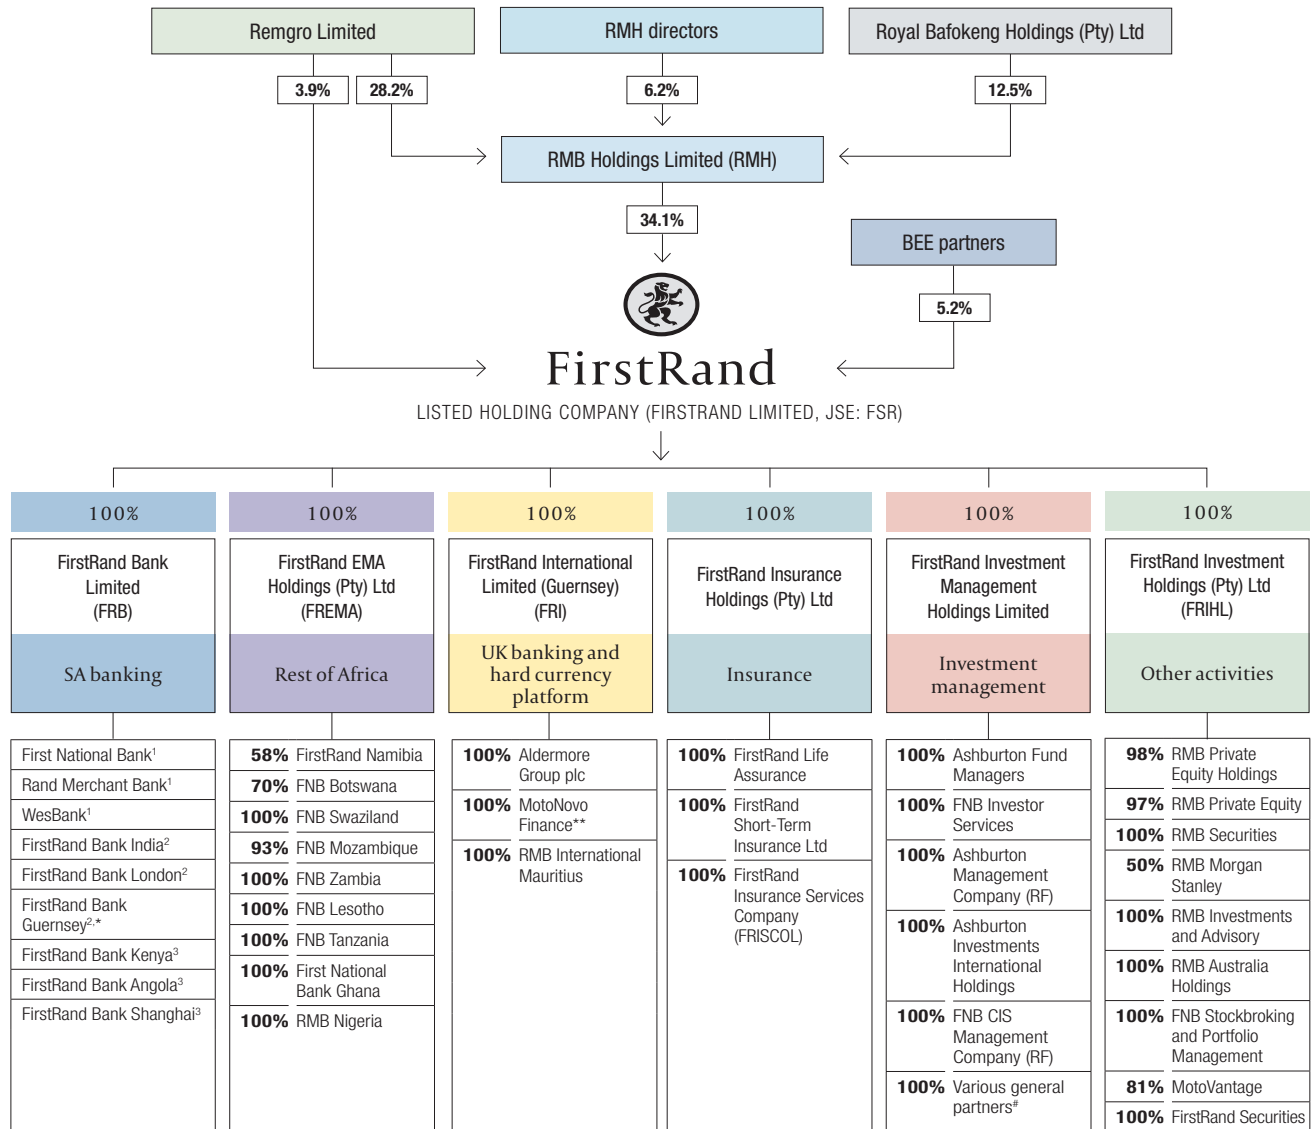 Remgro Limited
RMH directors
Royal Bafokeng Holdings (Pty) Ltd
3.9%
28.2%
6.2%
12.5%
RMB Holdings Limited (RMH)
34.1%
BEE partners
5.2%
FirstRand
LISTED HOLDING COMPANY (FIRSTRAND LIMITED, JSE: FSR)
100%
FirstRand Bank
Limited
(FRB)
SA banking
First National Bank¹
Rand Merchant Bank¹
WesBank¹
FirstRand Bank India²
FirstRand Bank London²
FirstRand Bank
Guernsey²,*
FirstRand Bank Kenya³
FirstRand Bank Angola³
FirstRand Bank Shanghai³
100%
FirstRand EMA
Holdings (Pty) Ltd
(FREMA)
Rest of Africa
58% FirstRand Namibia
70% FNB Botswana
100% FNB Swaziland
93% FNB Mozambique
100% FNB Zambia
100% FNB Lesotho
100% FNB Tanzania
100% First National
Bank Ghana
100% RMB Nigeria
100%
FirstRand International
Limited (Guernsey)
(FRI)
UK banking and
hard currency
platform
100% Aldermore
Group plc
100% MotoNovo
Finance**
100% RMB International
Mauritius
100%
FirstRand Insurance
Holdings (Pty) Ltd
Insurance
100% FirstRand Life
Assurance
100% FirstRand
Short-Term
Insurance Ltd
100% FirstRand
Insurance Services
Company
(FRISCOL)
100%
FirstRand Investment
Management
Holdings Limited
Investment
management
100% Ashburton Fund
Managers
100% FNB Investor
Services
100% Ashburton
Management
Company (RF)
100% Ashburton
Investments
International
Holdings
100% FNB CIS
Management
Company (RF)
100% Various general
partners#
100%
FirstRand Investment
Holdings (Pty) Ltd
(FRIHL)
Other activities
98% RMB Private
Equity Holdings
97% RMB Private Equity
100% RMB Securities
50% RMB Morgan
Stanley
100% RMB Investments
and Advisory
100% RMB Australia
Holdings
100% FNB Stockbroking
and Portfolio
Management
81% MotoVantage
100% FirstRand Securities